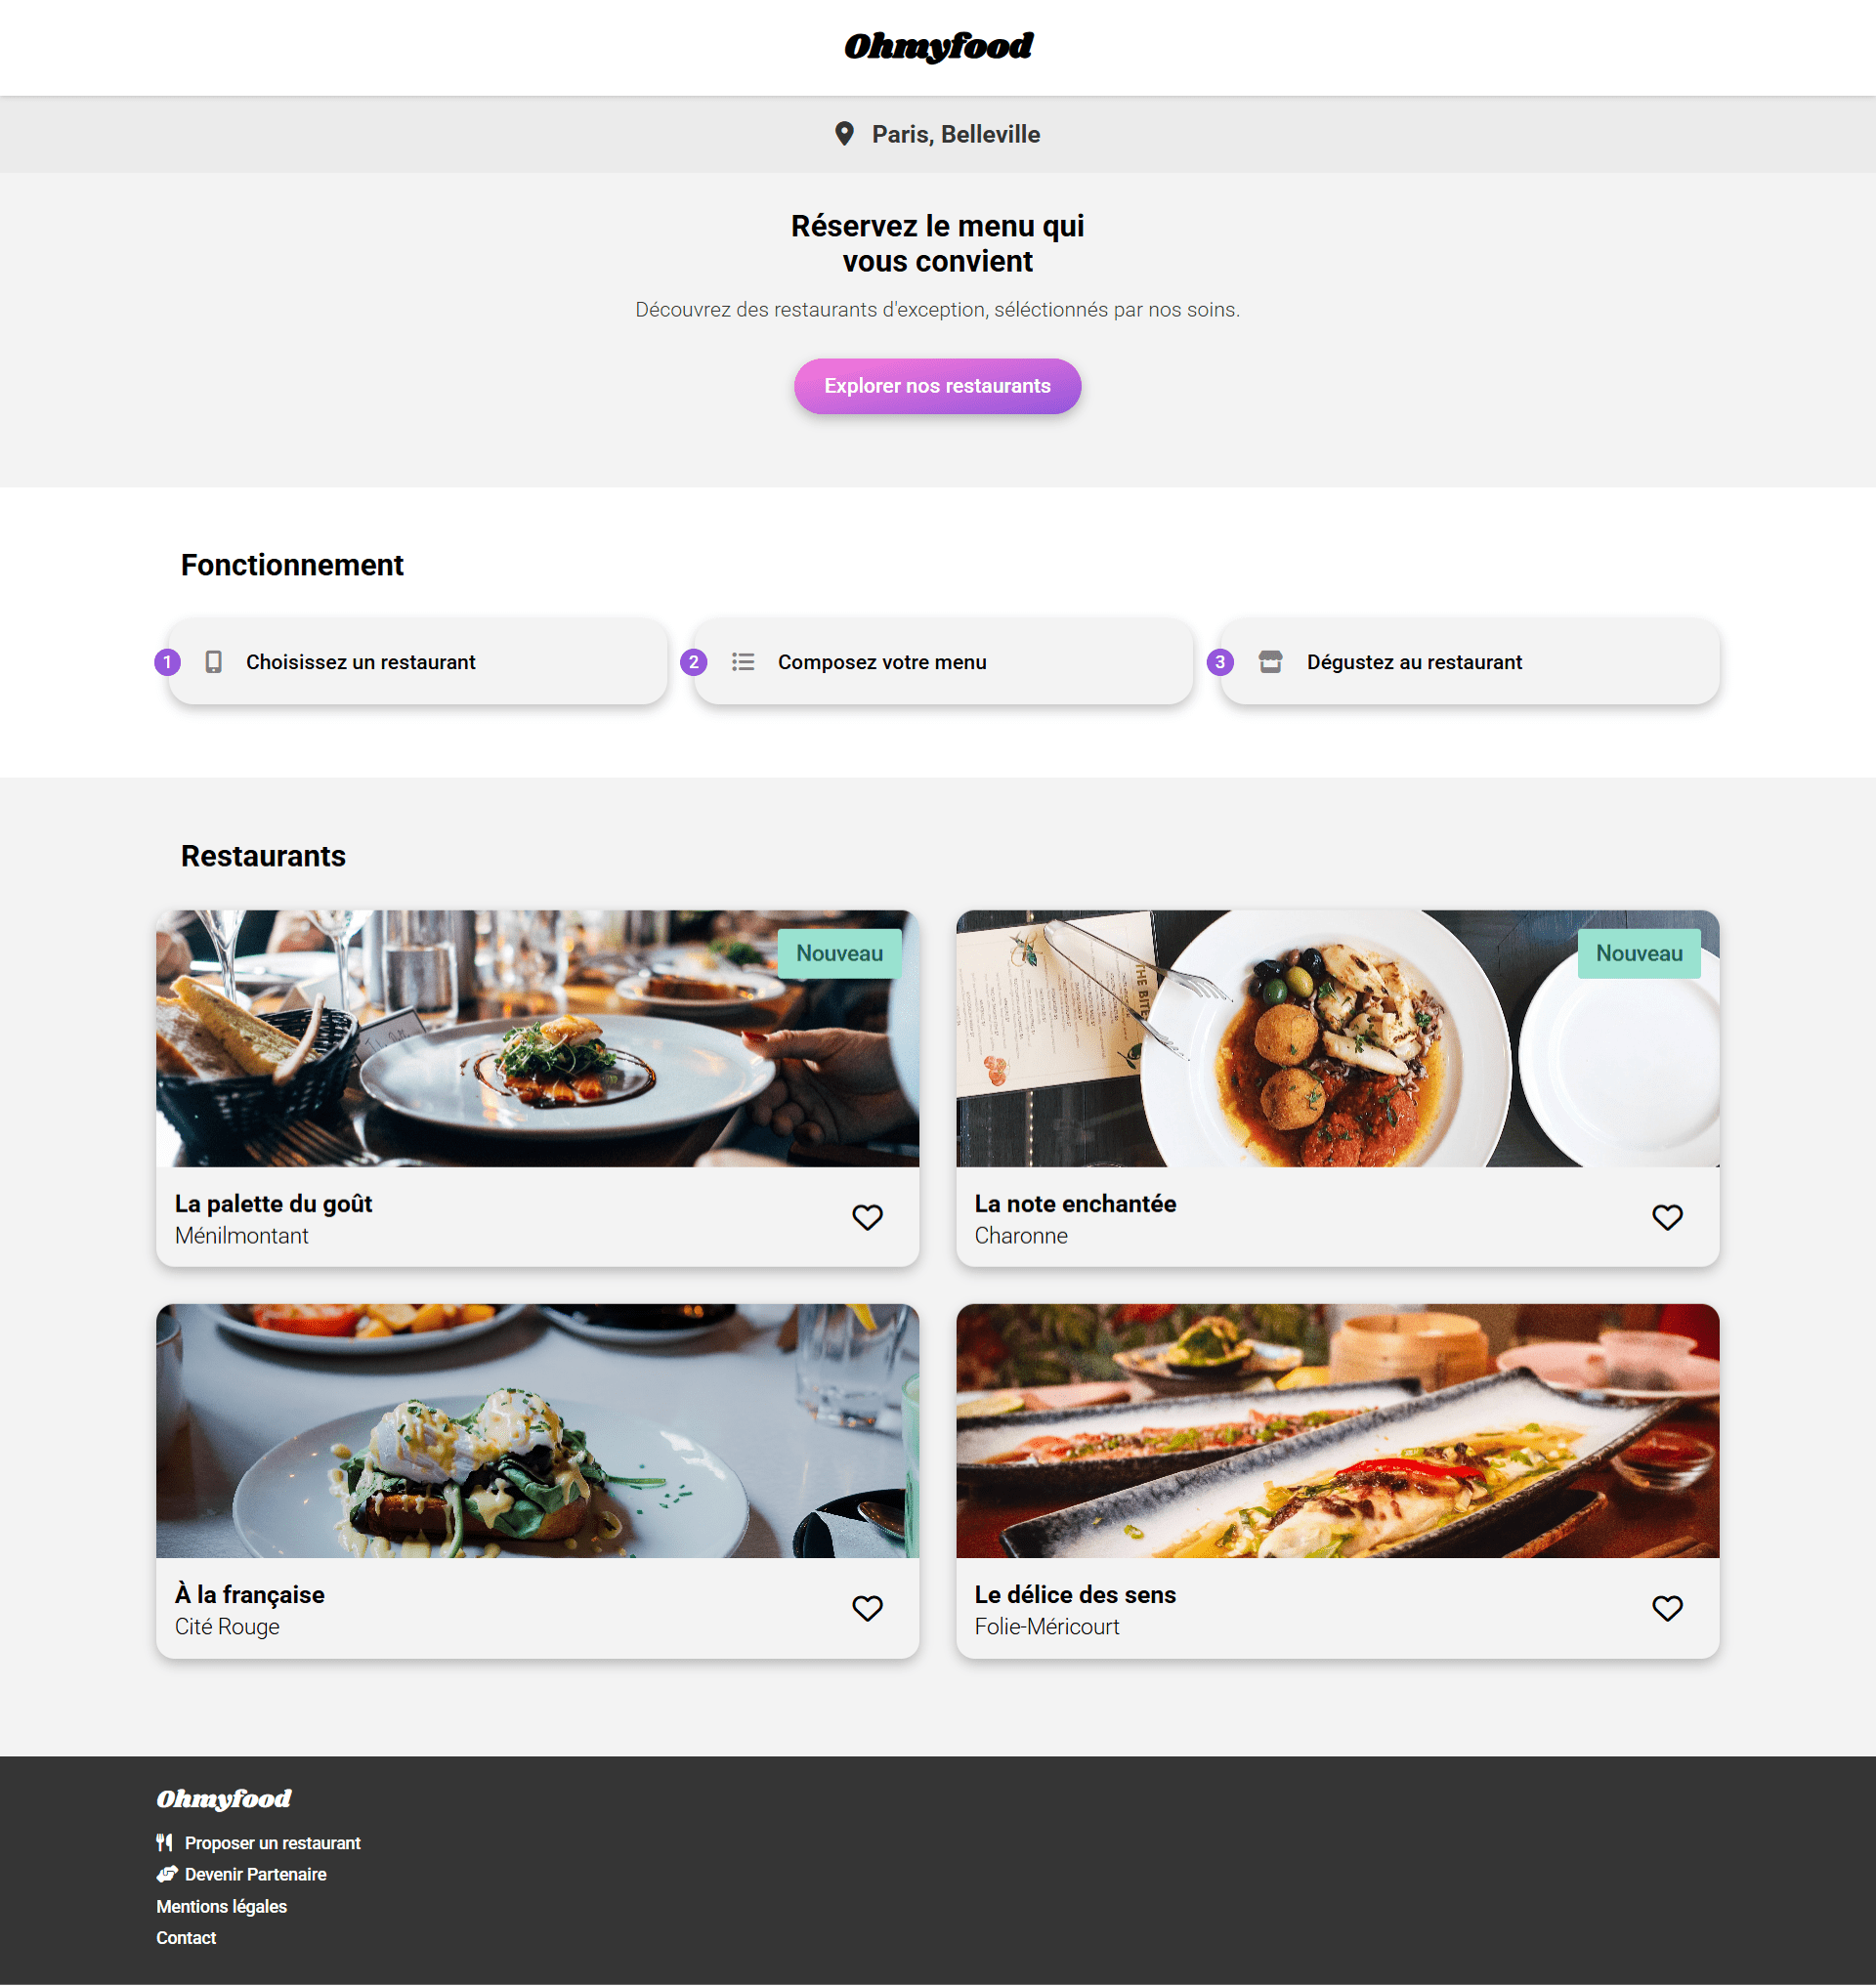 Ohmyfood
Paris, Belleville
Réservez le menu qui
vous convient
Découvrez des restaurants d'exception, séléctionnés par nos soins.
Explorer nos restaurants
Fonctionnement
1 Choisissez un restaurant
2 Composez votre menu
3 Dégustez au restaurant
Restaurants
Nouveau
THE BITE
Nouveau
La palette du goût
Ménilmontant
La note enchantée
Charonne
À la française
Cité Rouge
Le délice des sens
Folie-Méricourt
Ohmyfood
Proposer un restaurant
Devenir Partenaire
Mentions légales
Contact